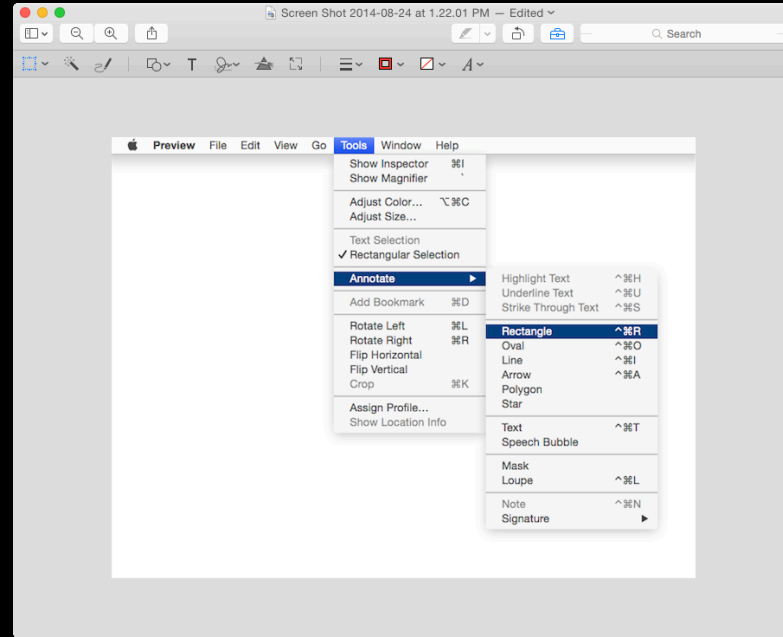 Screen Shot 2014-08-24 at 1.22.01 PM — Edited
Search
T
A
Preview File Edit View Go Tools Window Help
Show Inspector ⌘I
Show Magnifier `
Adjust Color... ⌥⌘C
Adjust Size...
Text Selection
✓ Rectangular Selection
Annotate ▶
Add Bookmark ⌘D
Rotate Left ⌘L
Rotate Right ⌘R
Flip Horizontal
Flip Vertical
Crop ⌘K
Assign Profile...
Show Location Info
Highlight Text ^⌘H
Underline Text ^⌘U
Strike Through Text ^⌘S
Rectangle ^⌘R
Oval ^⌘O
Line ^⌘I
Arrow ^⌘A
Polygon
Star
Text ^⌘T
Speech Bubble
Mask
Loupe ^⌘L
Note ^⌘N
Signature ▶